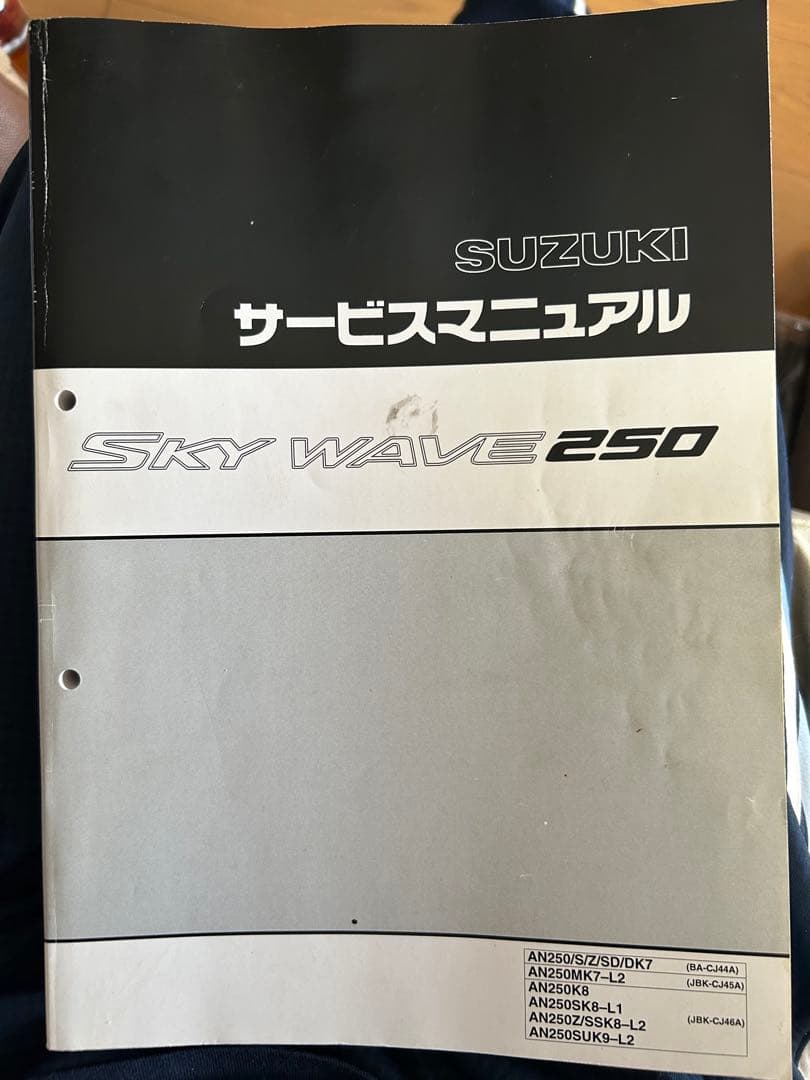 SUZUKI
サービスマニュアル
SKY WAVE 250
AN250/S/Z/SD/DK7 (BA-CJ44A)
AN250MK7-L2 (JBK-CJ45A)
AN250K8
AN250SK8-L1
AN250Z/SSK8-L2 (JBK-CJ46A)
AN250SUK9-L2